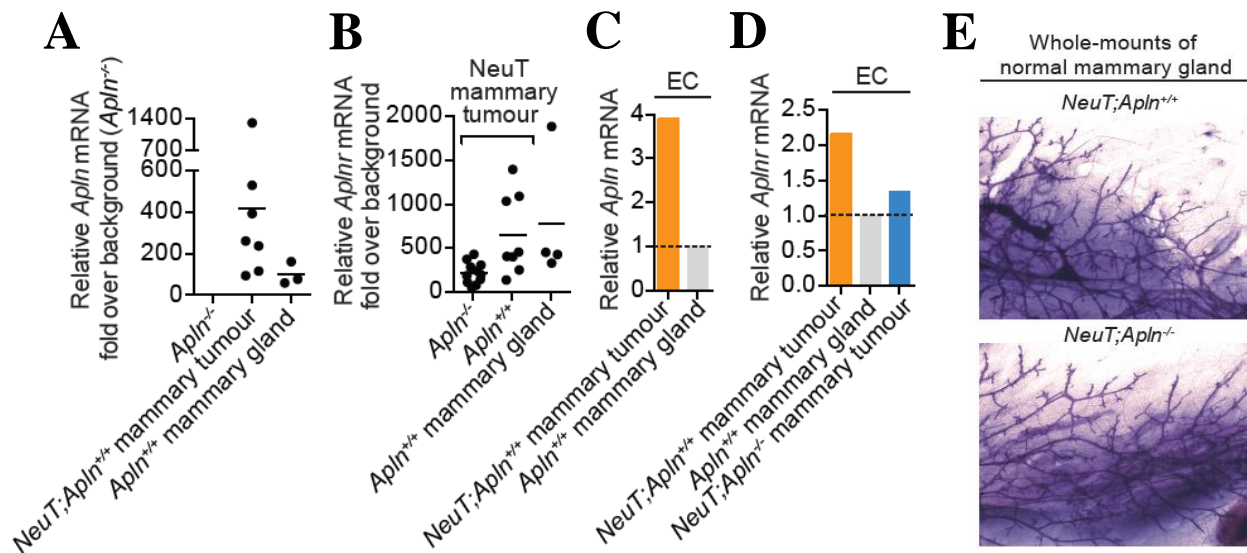 A
Relative Apln mRNA
fold over background (Apln-/-)
1400
700
600
400
200
0
Apln-/-
NeuT;Apln+/+ mammary tumour
Apln+/+ mammary gland
B
NeuT
mammary
tumour
Relative Aplnr mRNA
fold over background
2000
1500
1000
500
0
Apln-/-
Apln+/+
Apln+/+ mammary gland
C
EC
Relative Apln mRNA
4
3
2
1
0
NeuT;Apln+/+ mammary tumour
Apln+/+ mammary gland
D
EC
Relative Aplnr mRNA
2.5
2.0
1.5
1.0
0.5
0.0
NeuT;Apln+/+ mammary tumour
Apln+/+ mammary gland
NeuT;Apln-/- mammary tumour
E
Whole-mounts of
normal mammary gland
NeuT;Apln+/+
NeuT;Apln-/-